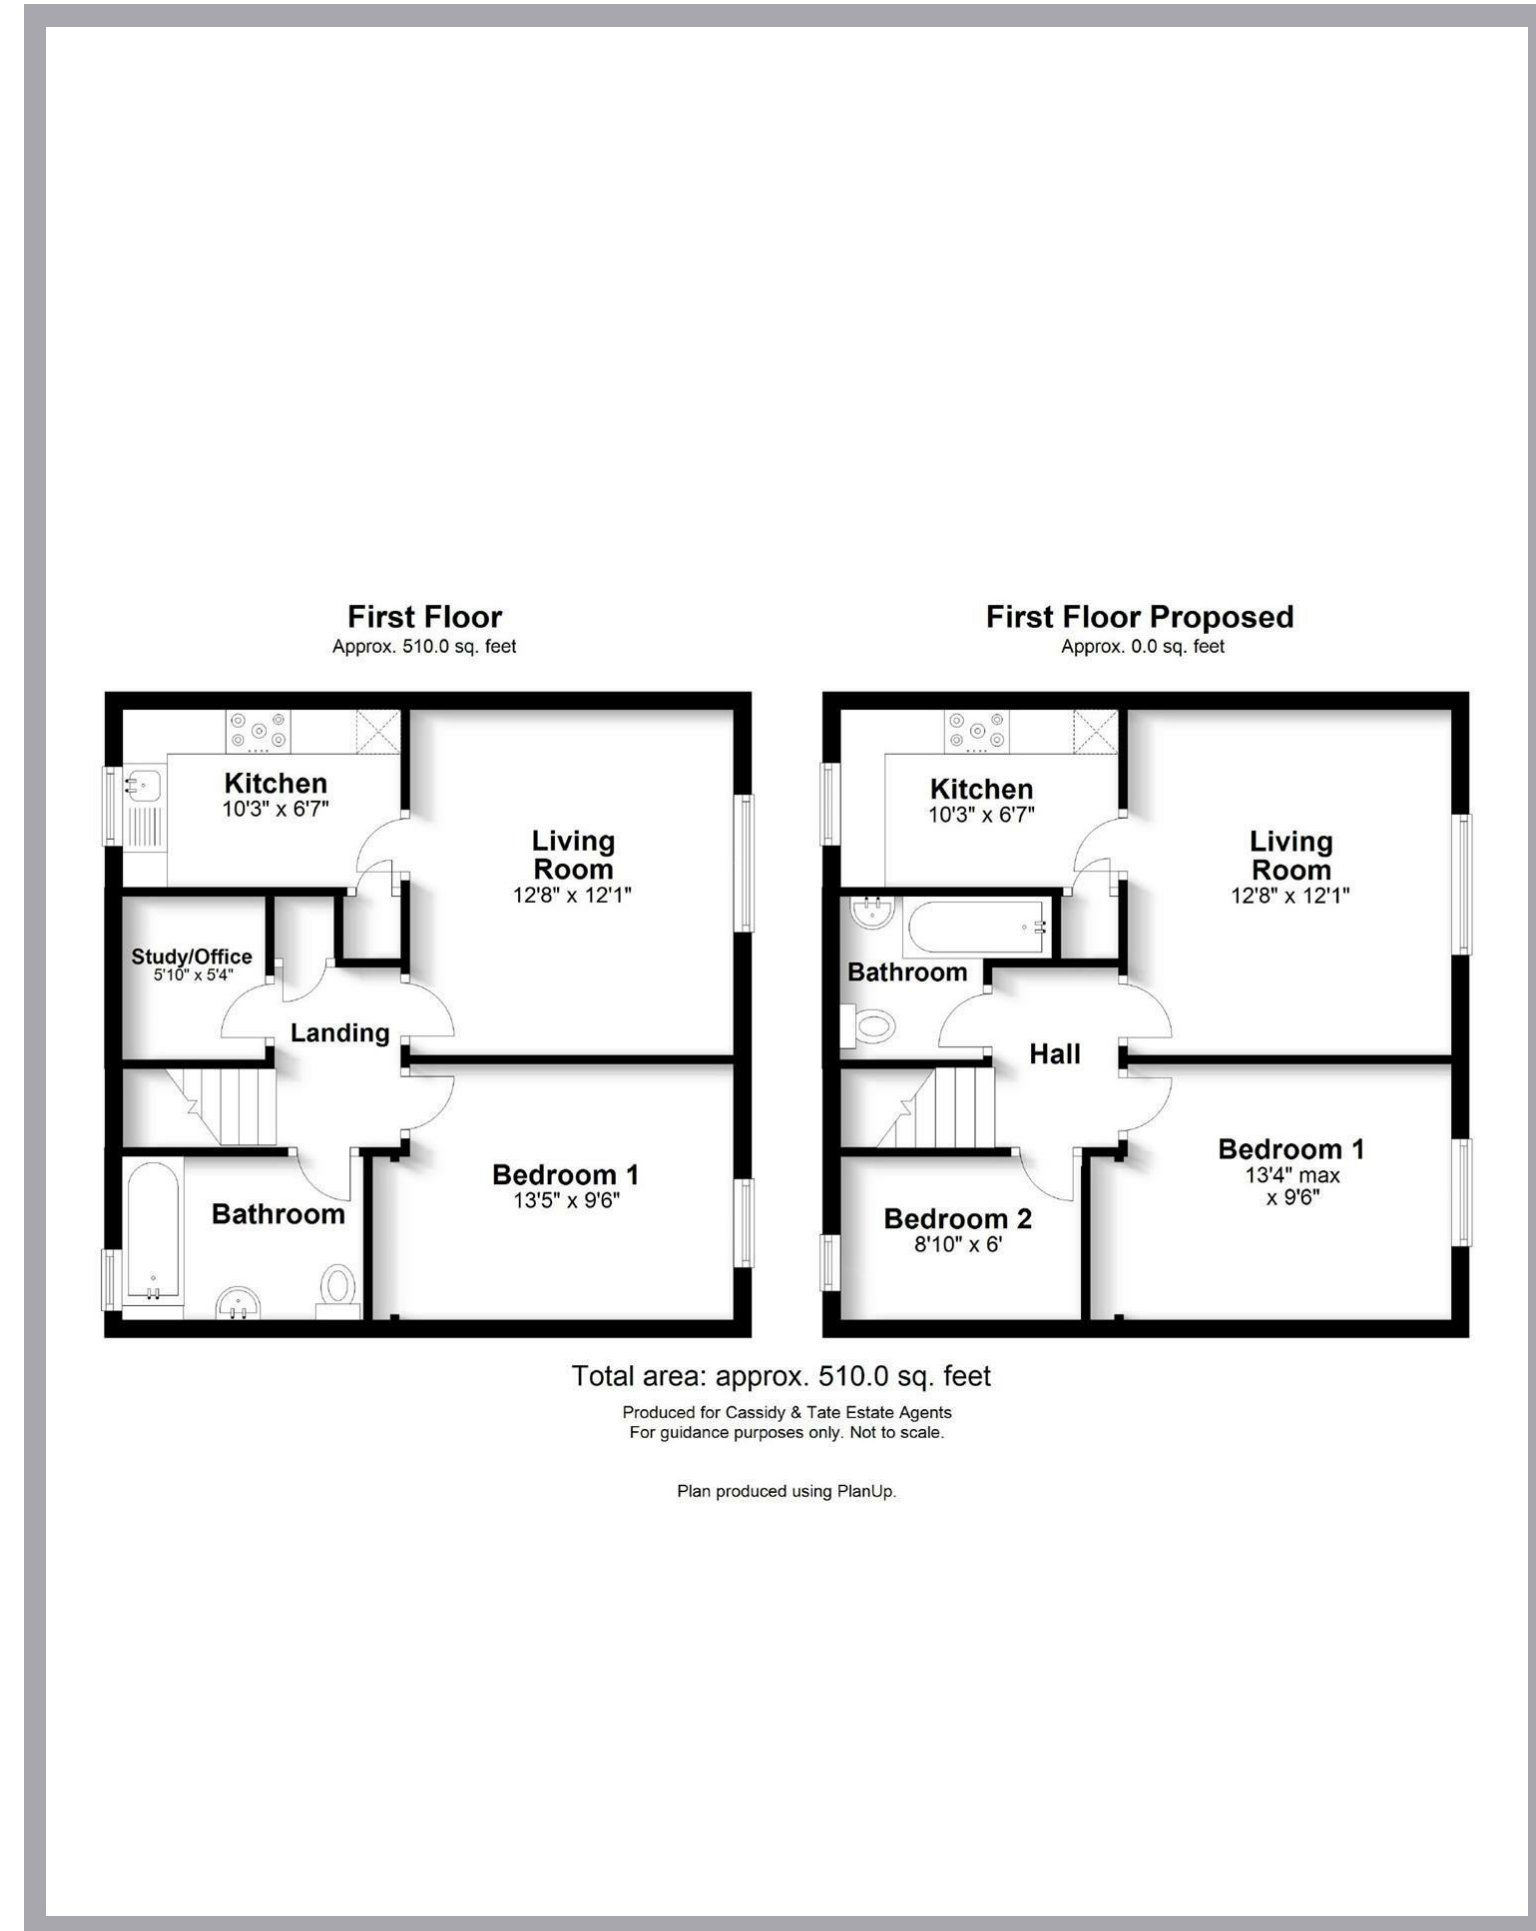 First Floor
Approx. 510.0 sq. feet
Kitchen
10'3" x 6'7"
Living
Room
12'8" x 12'1"
Study/Office
5'10" x 5'4"
Landing
Bedroom 1
13'5" x 9'6"
Bathroom
First Floor Proposed
Approx. 0.0 sq. feet
Kitchen
10'3" x 6'7"
Living
Room
12'8" x 12'1"
Bathroom
Hall
Bedroom 1
13'4" max
x 9'6"
Bedroom 2
8'10" x 6'
Total area: approx. 510.0 sq. feet
Produced for Cassidy & Tate Estate Agents
For guidance purposes only. Not to scale.
Plan produced using PlanUp.